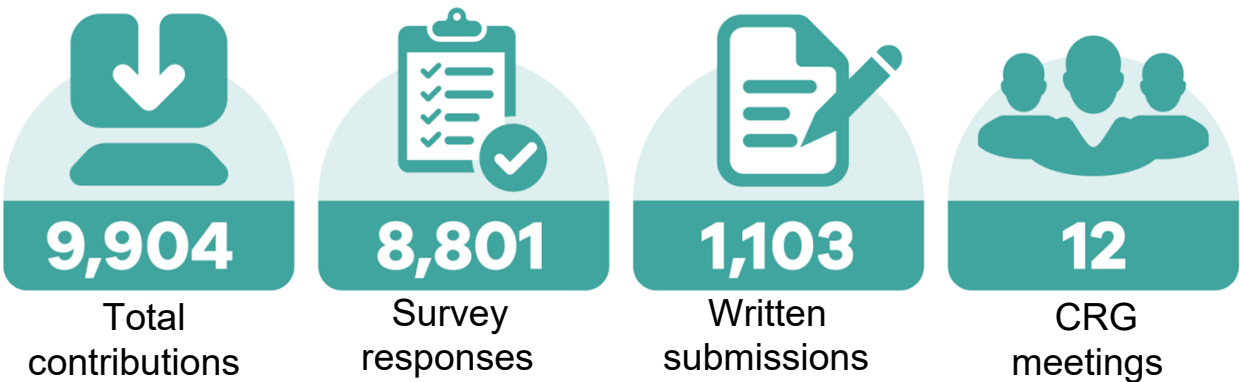 9,904
Total
contributions
8,801
Survey
responses
1,103
Written
submissions
12
CRG
meetings